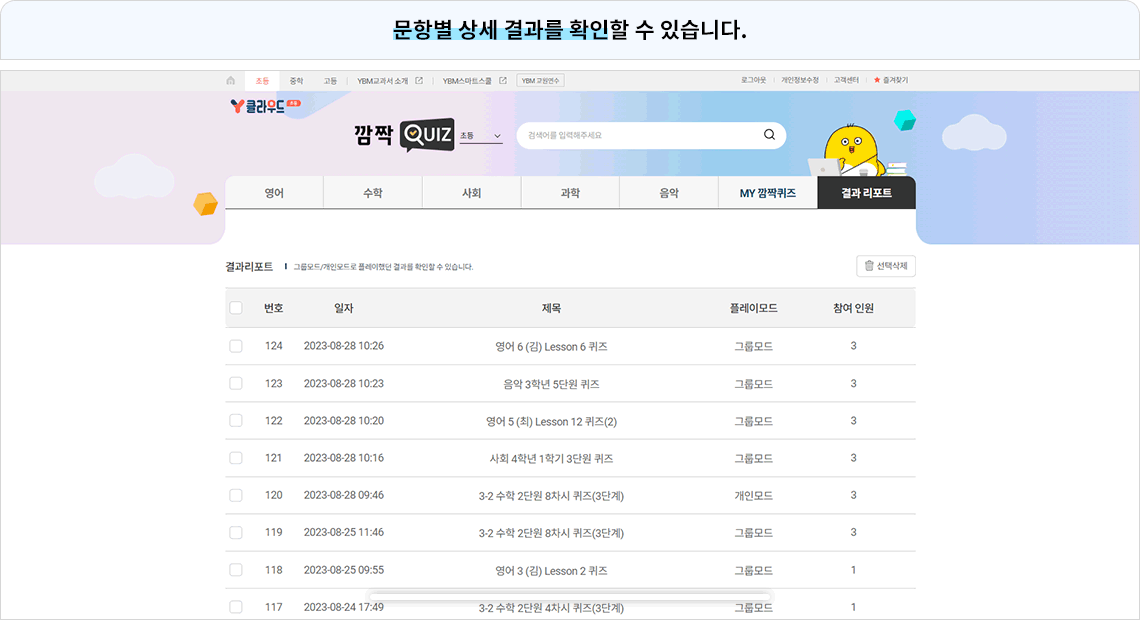 문항별 상세 결과를 확인할 수 있습니다.
초등 중학 고등 YBM교과서 소개 YBM스마트스쿨 YBM 교원연수 로그아웃 개인정보수정 고객센터 즐겨찾기
Y클라우드 초등
깜짝 QUIZ 초등 검색어를 입력해주세요
영어 수학 사회 과학 음악 MY 깜짝퀴즈 결과 리포트
결과리포트 그룹모드/개인모드로 플레이했던 결과를 확인할 수 있습니다. 선택삭제
번호 일자 제목 플레이모드 참여 인원
124 2023-08-28 10:26 영어 6 (김) Lesson 6 퀴즈 그룹모드 3
123 2023-08-28 10:23 음악 3학년 5단원 퀴즈 그룹모드 3
122 2023-08-28 10:20 영어 5 (최) Lesson 12 퀴즈(2) 그룹모드 3
121 2023-08-28 10:16 사회 4학년 1학기 3단원 퀴즈 그룹모드 3
120 2023-08-28 09:46 3-2 수학 2단원 8차시 퀴즈(3단계) 개인모드 3
119 2023-08-25 11:46 3-2 수학 2단원 8차시 퀴즈(3단계) 그룹모드 3
118 2023-08-25 09:55 영어 3 (김) Lesson 2 퀴즈 그룹모드 1
117 2023-08-24 17:49 3-2 수학 2단원 4차시 퀴즈(3단계) 그룹모드 1